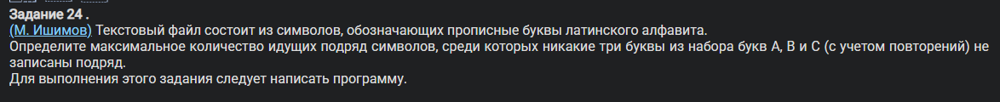 Задание 24 .
(М. Ишимов) Текстовый файл состоит из символов, обозначающих прописные буквы латинского алфавита.
Определите максимальное количество идущих подряд символов, среди которых никакие три буквы из набора букв A, B и C (с учетом повторений) не
записаны подряд.
Для выполнения этого задания следует написать программу.